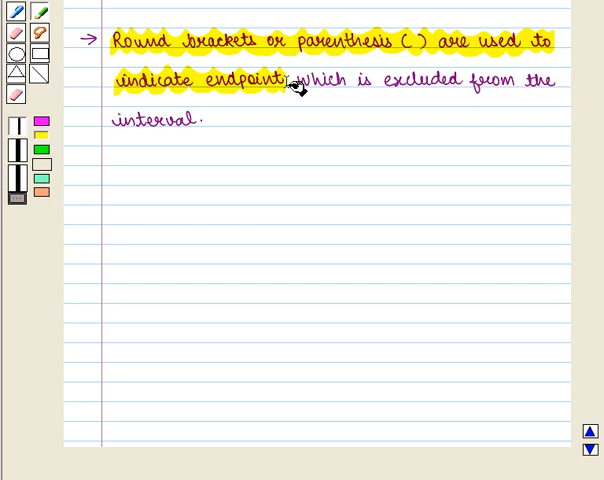 → Round brackets or parenthesis ( ) are used to
indicate endpoint, which is excluded from the
interval.